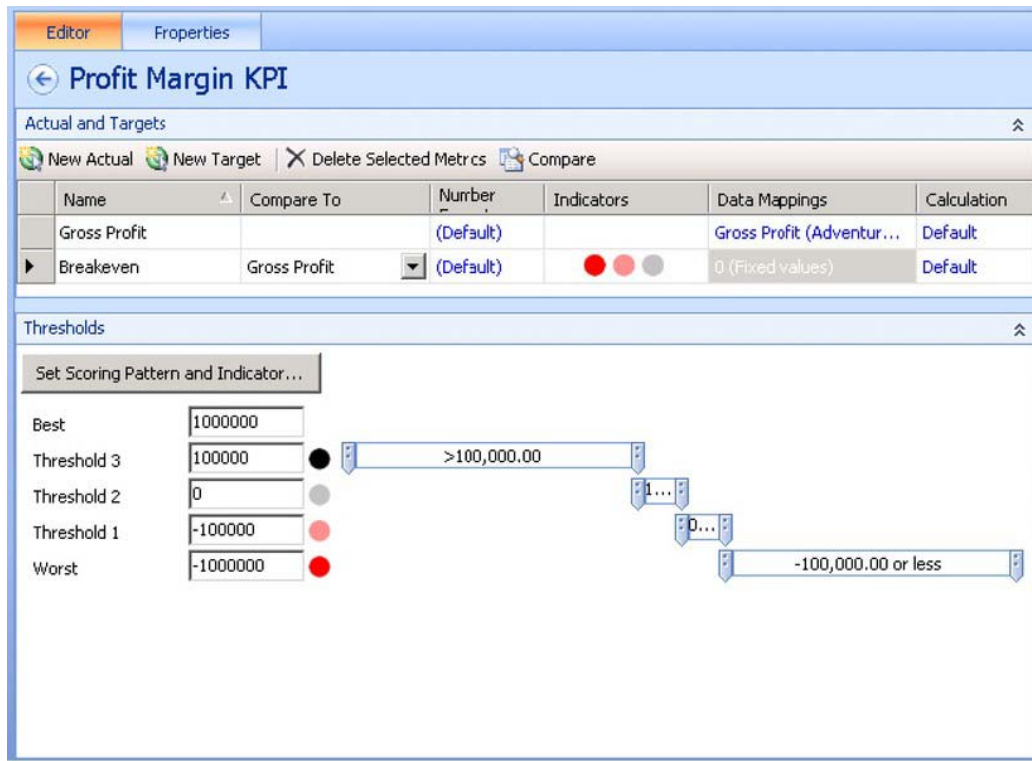 Editor Properties
Profit Margin KPI
Actual and Targets
New Actual New Target Delete Selected Metrcs Compare
Name Compare To Number Indicators Data Mappings Calculation
Gross Profit (Default) Gross Profit (Adventur... Default
Breakeven Gross Profit (Default) 0 (Fixed values) Default
Thresholds
Set Scoring Pattern and Indicator...
Best 1000000
Threshold 3 100000 >100,000.00
Threshold 2 0 1...
Threshold 1 -100000 0...
Worst -1000000 -100,000.00 or less